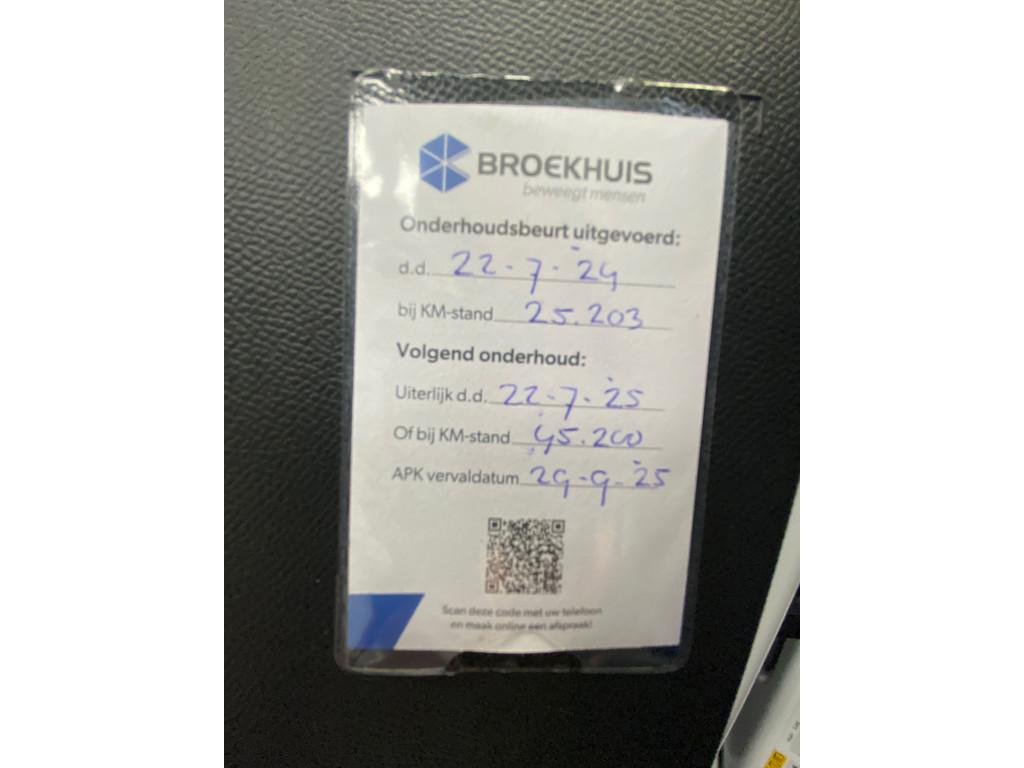 BROEKHUIS
beweegt mensen
Onderhoudsbeurt uitgevoerd:
d.d. 22-7-'24
bij KM-stand 25.203
Volgend onderhoud:
Uiterlijk d.d. 22-7-'25
Of bij KM-stand 45.200
APK vervaldatum 29-9-'25
Scan deze code met uw telefoon
en maak online een afspraak!